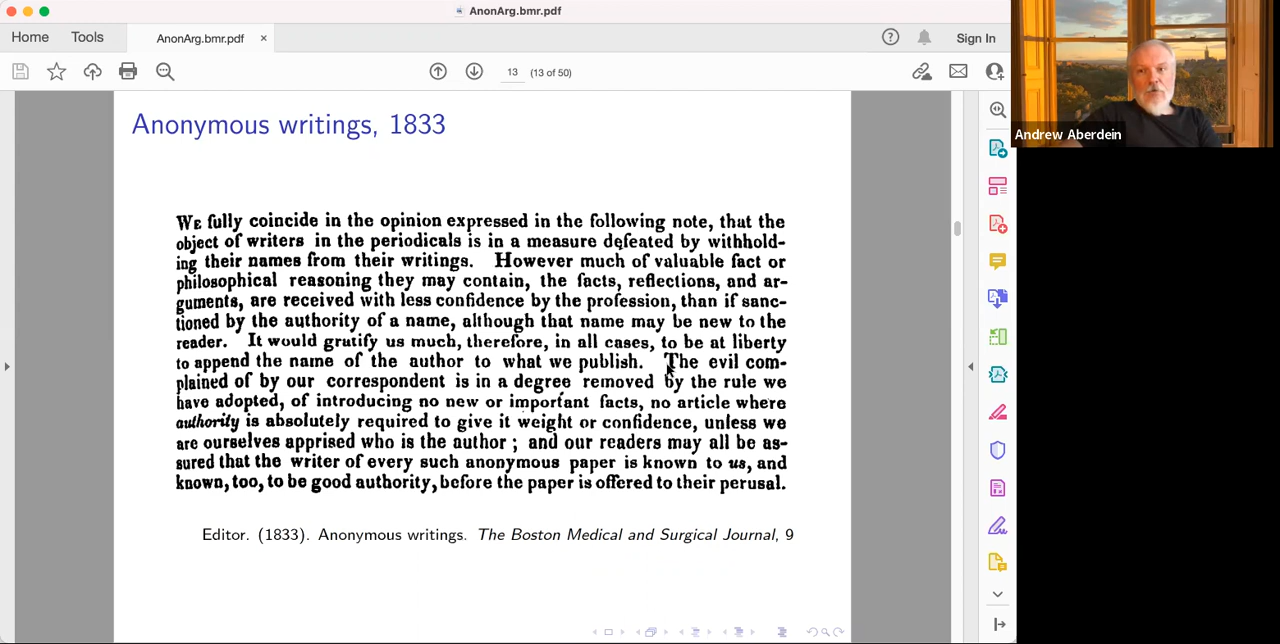 AnonArg.bmr.pdf
Home Tools AnonArg.bmr.pdf × Sign In
13 (13 of 50)
Andrew Aberdein
Anonymous writings, 1833
WE fully coincide in the opinion expressed in the following note, that the
object of writers in the periodicals is in a measure defeated by withhold-
ing their names from their writings. However much of valuable fact or
philosophical reasoning they may contain, the facts, reflections, and ar-
guments, are received with less confidence by the profession, than if sanc-
tioned by the authority of a name, although that name may be new to the
reader. It would gratify us much, therefore, in all cases, to be at liberty
to append the name of the author to what we publish. The evil com-
plained of by our correspondent is in a degree removed by the rule we
have adopted, of introducing no new or important facts, no article where
authority is absolutely required to give it weight or confidence, unless we
are ourselves apprised who is the author; and our readers may all be as-
sured that the writer of every such anonymous paper is known to us, and
known, too, to be good authority, before the paper is offered to their perusal.
Editor. (1833). Anonymous writings. The Boston Medical and Surgical Journal, 9